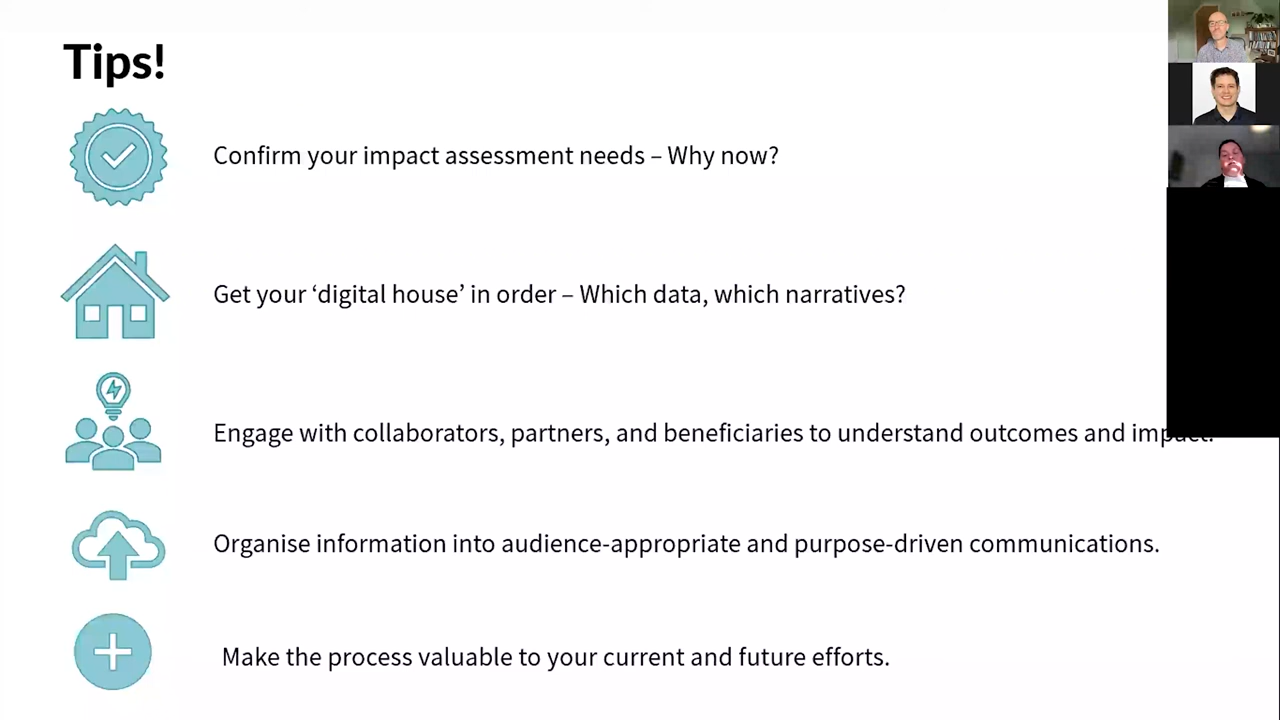 Tips!
Confirm your impact assessment needs – Why now?
Get your ‘digital house’ in order – Which data, which narratives?
Engage with collaborators, partners, and beneficiaries to understand outcomes and impact.
Organise information into audience-appropriate and purpose-driven communications.
Make the process valuable to your current and future efforts.